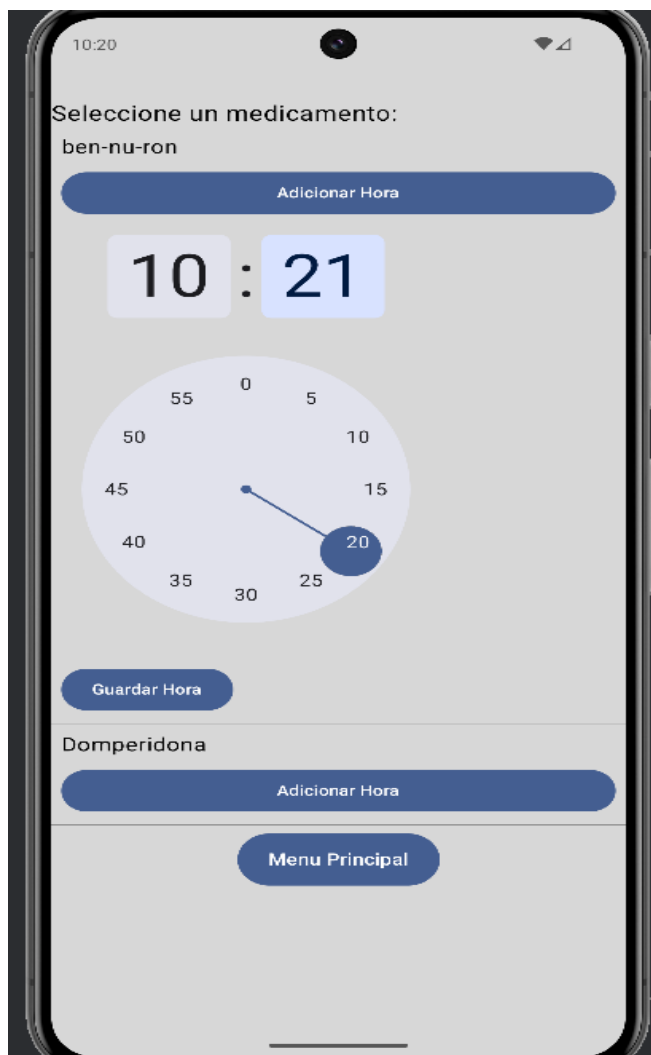 10:20
Seleccione un medicamento:
ben-nu-ron
Adicionar Hora
10 : 21
0
55 5
50 10
45 15
40 20
35 25
30
Guardar Hora
Domperidona
Adicionar Hora
Menu Principal